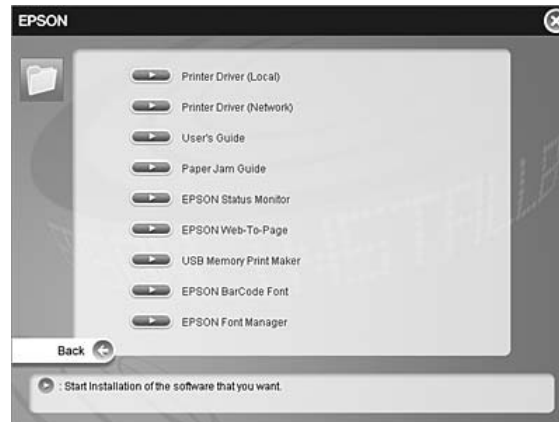 EPSON
Printer Driver (Local)
Printer Driver (Network)
User's Guide
Paper Jam Guide
EPSON Status Monitor
EPSON Web-To-Page
USB Memory Print Maker
EPSON BarCode Font
EPSON Font Manager
Back
: Start Installation of the software that you want.